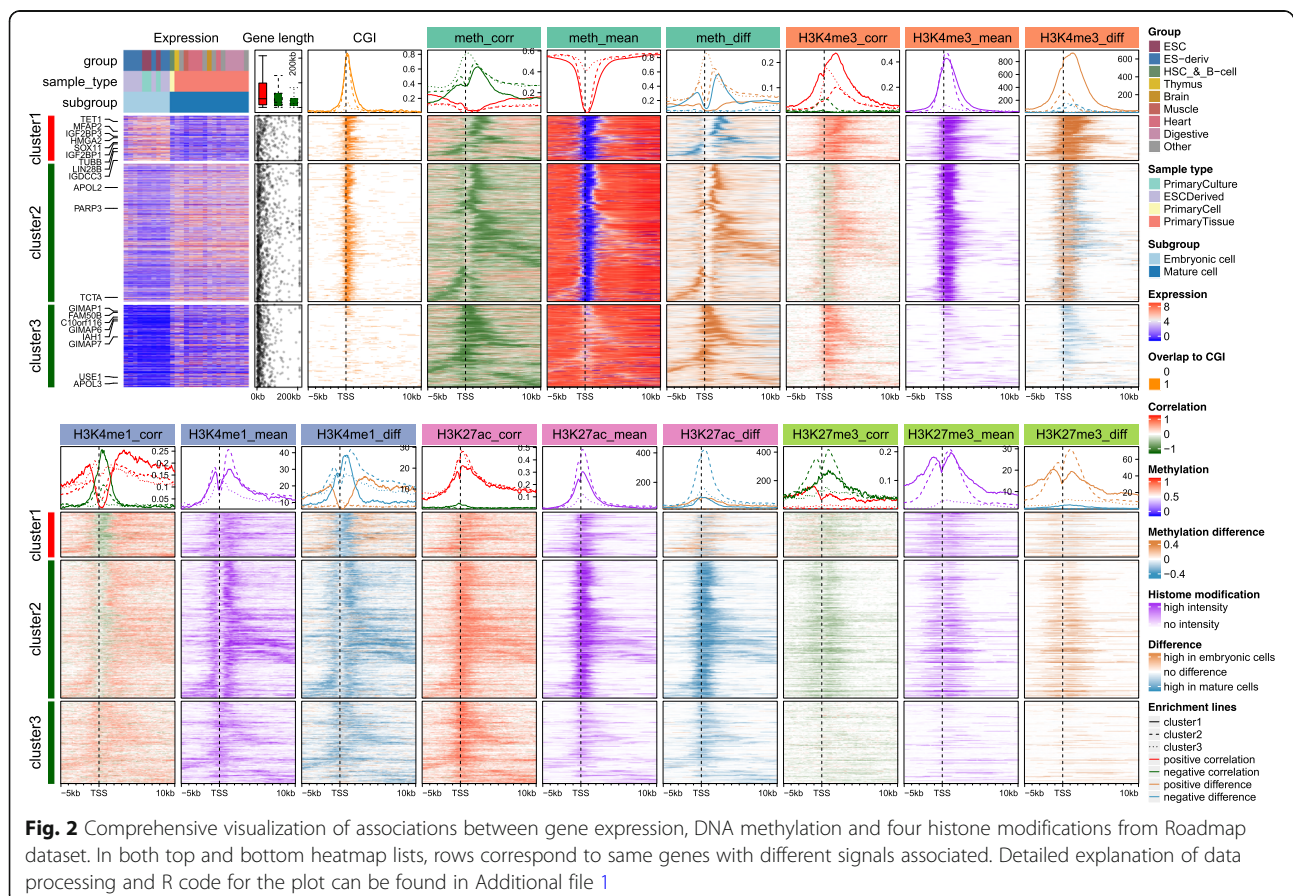 Expression
Gene length
CGI
meth_corr
meth_mean
meth_diff
H3K4me3_corr
H3K4me3_mean
H3K4me3_diff
group
sample_type
subgroup
200kb
0.8
0.6
0.4
0.2
0.8
0.6
0.4
0.2
0.8
0.6
0.4
0.2
0.6
0.4
0.2
0.2
0.1
0
800
600
400
200
600
400
200
cluster1
TET1
MFAP2
IGF2BP3
HMGA2
SOX11
IGF2BP1
TUBB
LIN28B
IGDCC3
cluster2
APOL2
PARP3
TCTA
cluster3
GIMAP1
FAM50B
C10orf116
GIMAP6
IAH1
GIMAP7
USE1
APOL3
0kb 200kb
−5kb TSS 10kb
−5kb TSS 10kb
−5kb TSS 10kb
−5kb TSS 10kb
−5kb TSS 10kb
−5kb TSS 10kb
−5kb TSS 10kb
Group
ESC
ES-deriv
HSC_&_B-cell
Thymus
Brain
Muscle
Heart
Digestive
Other
Sample type
PrimaryCulture
ESCDerived
PrimaryCell
PrimaryTissue
Subgroup
Embryonic cell
Mature cell
Expression
8
4
0
Overlap to CGI
0
1
Correlation
1
0
−1
Methylation
1
0.5
0
Methylation difference
0.4
0
−0.4
Histome modification
high intensity
no intensity
Difference
high in embryonic cells
no difference
high in mature cells
Enrichment lines
cluster1
cluster2
cluster3
positive correlation
negative correlation
positive difference
negative difference
H3K4me1_corr
H3K4me1_mean
H3K4me1_diff
H3K27ac_corr
H3K27ac_mean
H3K27ac_diff
H3K27me3_corr
H3K27me3_mean
H3K27me3_diff
0.25
0.2
0.15
0.1
0.05
40
30
20
10
30
20
10
0.5
0.4
0.3
0.2
0.1
400
200
400
200
0.2
0.1
30
20
10
60
40
20
cluster1
cluster2
cluster3
−5kb TSS 10kb
−5kb TSS 10kb
−5kb TSS 10kb
−5kb TSS 10kb
−5kb TSS 10kb
−5kb TSS 10kb
−5kb TSS 10kb
−5kb TSS 10kb
−5kb TSS 10kb
Fig. 2 Comprehensive visualization of associations between gene expression, DNA methylation and four histone modifications from Roadmap
dataset. In both top and bottom heatmap lists, rows correspond to same genes with different signals associated. Detailed explanation of data
processing and R code for the plot can be found in Additional file 1